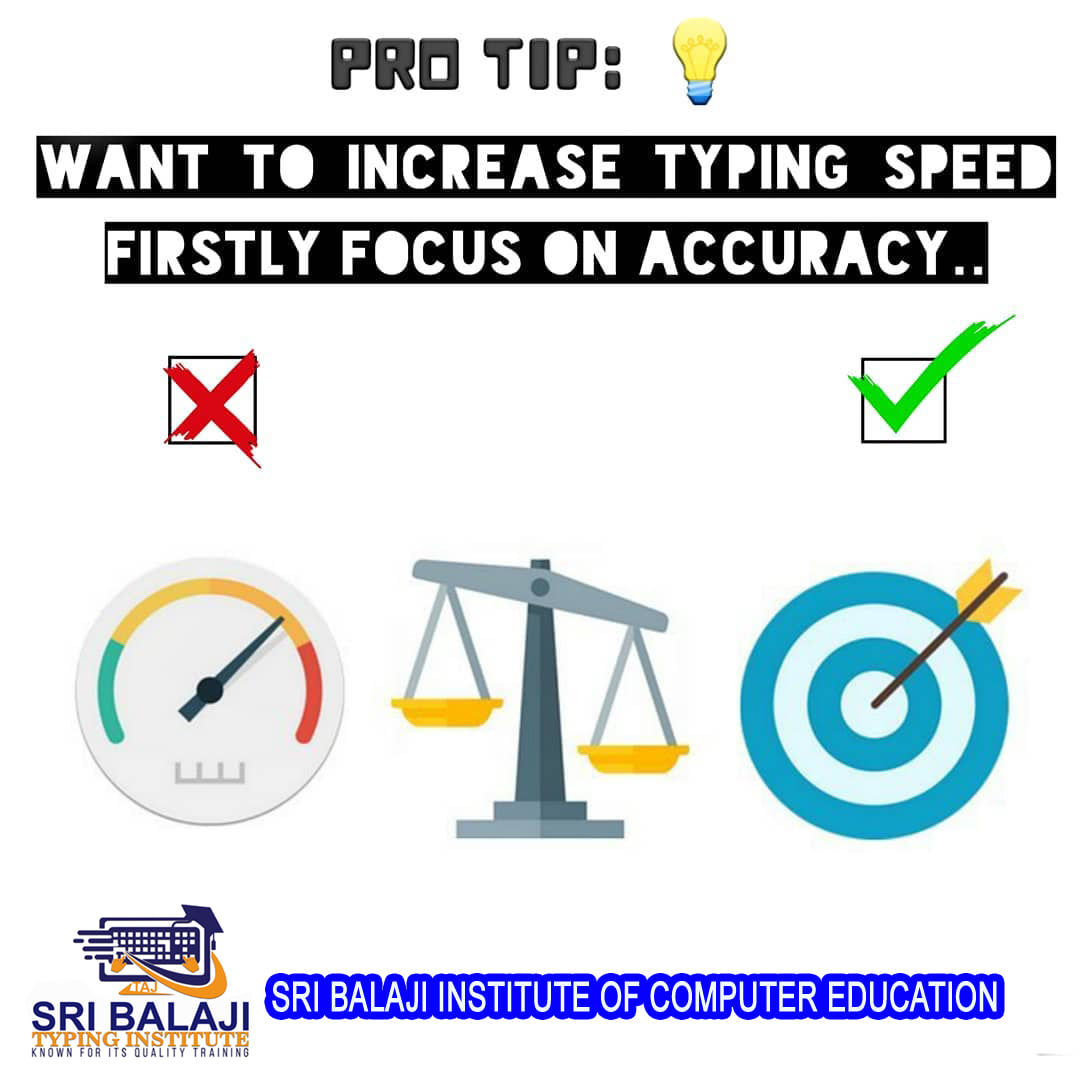 PRO TIP:
WANT TO INCREASE TYPING SPEED
FIRSTLY FOCUS ON ACCURACY..
TAJ
SRI BALAJI
TYPING INSTITUTE
KNOWN FOR ITS QUALITY TRAINING
SRI BALAJI INSTITUTE OF COMPUTER EDUCATION